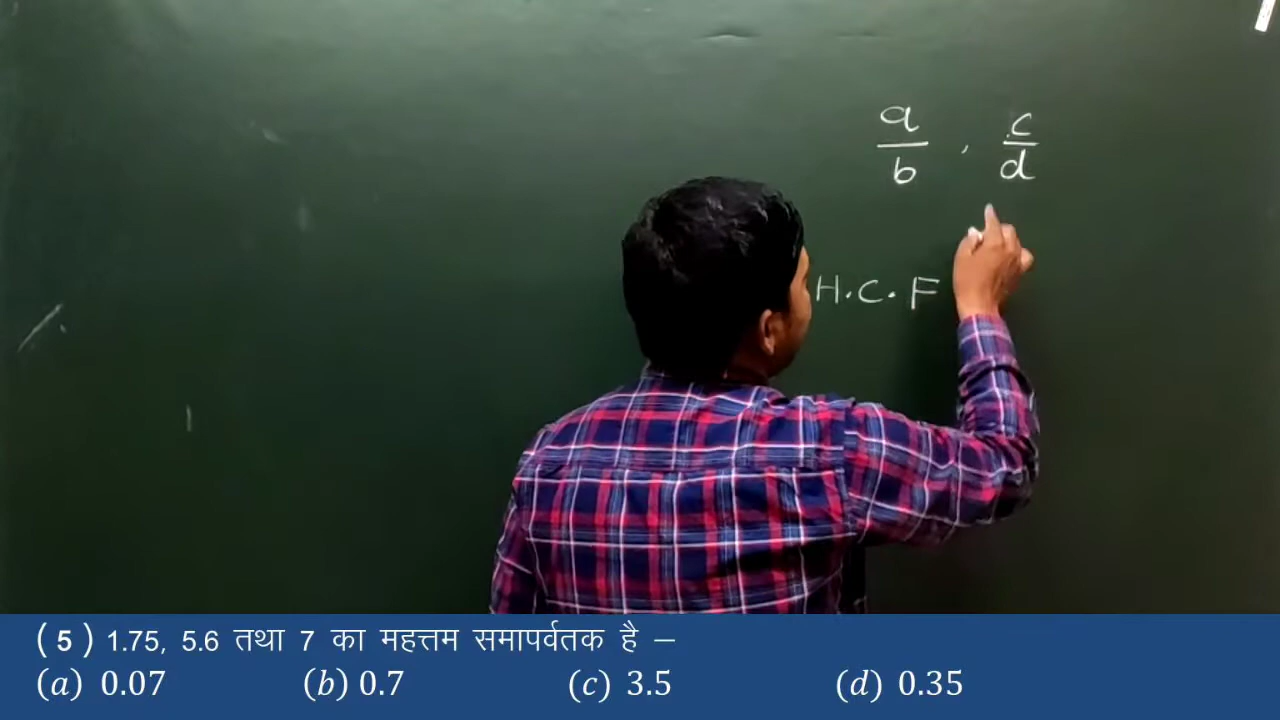 a/b , c/d
H.C.F
(5) 1.75, 5.6 तथा 7 का महत्तम समापर्वतक है –
(a) 0.07 (b) 0.7 (c) 3.5 (d) 0.35